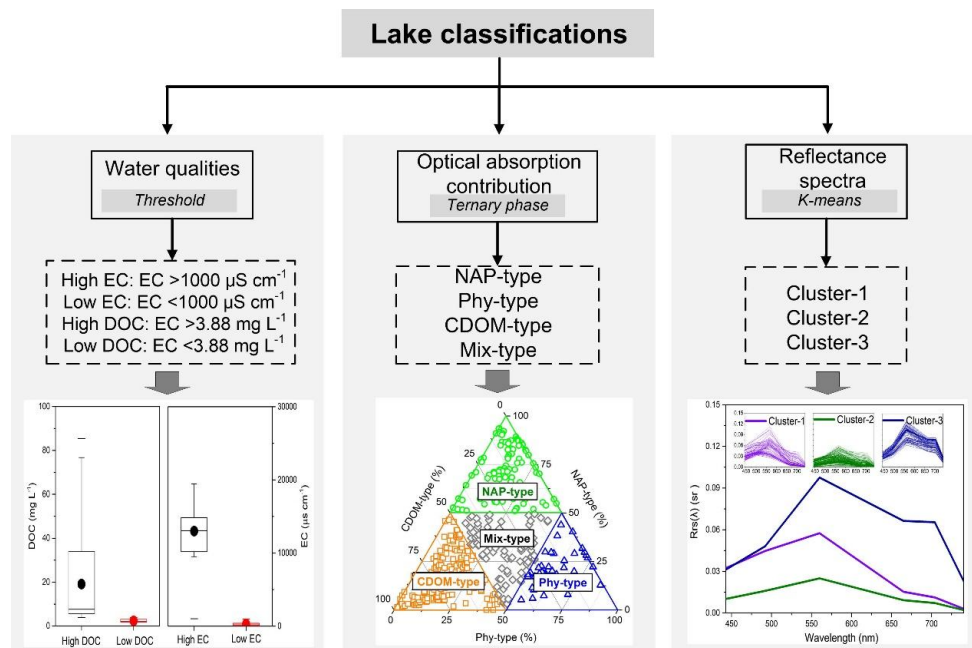 Lake classifications
Water qualities
Threshold
High EC: EC >1000 µS cm⁻¹
Low EC: EC <1000 µS cm⁻¹
High DOC: EC >3.88 mg L⁻¹
Low DOC: EC <3.88 mg L⁻¹
100
80
60
40
20
0
DOC (mg L⁻¹)
30000
20000
10000
0
EC (µs cm⁻¹)
High DOC
Low DOC
High EC
Low EC
Optical absorption
contribution
Ternary phase
NAP-type
Phy-type
CDOM-type
Mix-type
0
100
25
75
CDOM-type (%)
NAP-type (%)
NAP-type
50
50
Mix-type
75
25
CDOM-type
Phy-type
100
0
50
100
Phy-type (%)
Reflectance
spectra
K-means
Cluster-1
Cluster-2
Cluster-3
0.15
0.12
0.09
0.06
0.03
0.00
Rrs(λ) (sr⁻)
Cluster-1
Cluster-2
Cluster-3
450 500 550 600 650 700
Wavelength (nm)